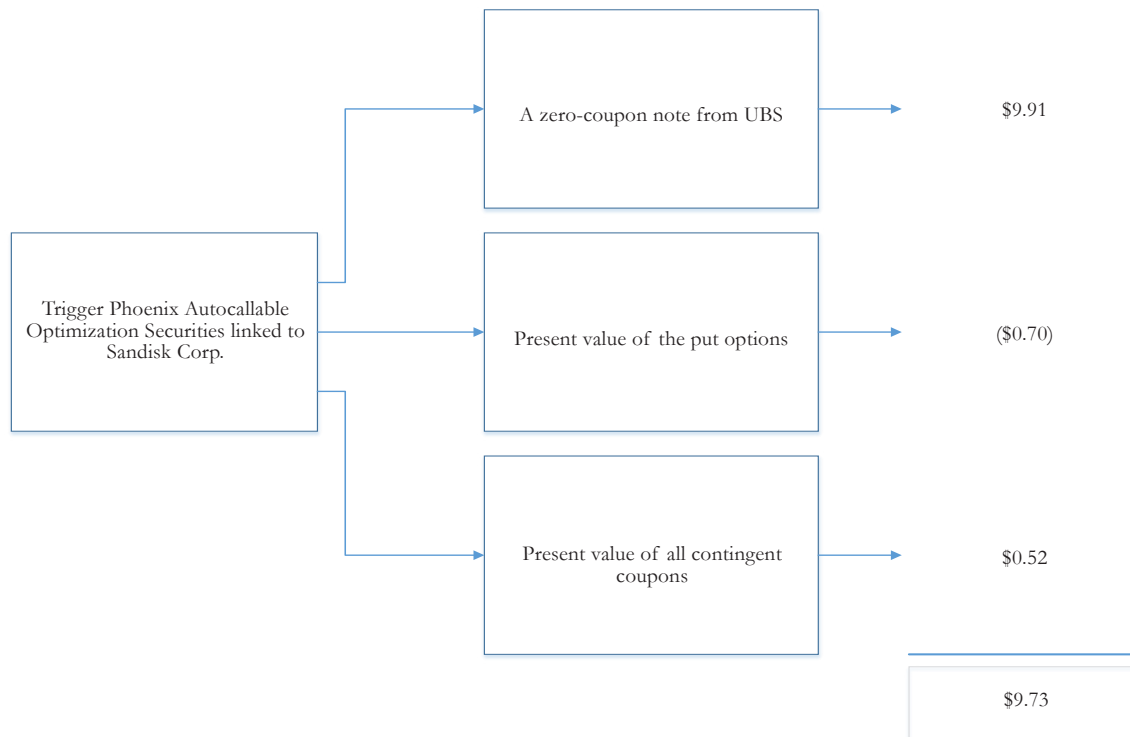 A zero-coupon note from UBS
$9.91
Trigger Phoenix Autocallable
Optimization Securities linked to
Sandisk Corp.
Present value of the put options
($0.70)
Present value of all contingent
coupons
$0.52
$9.73